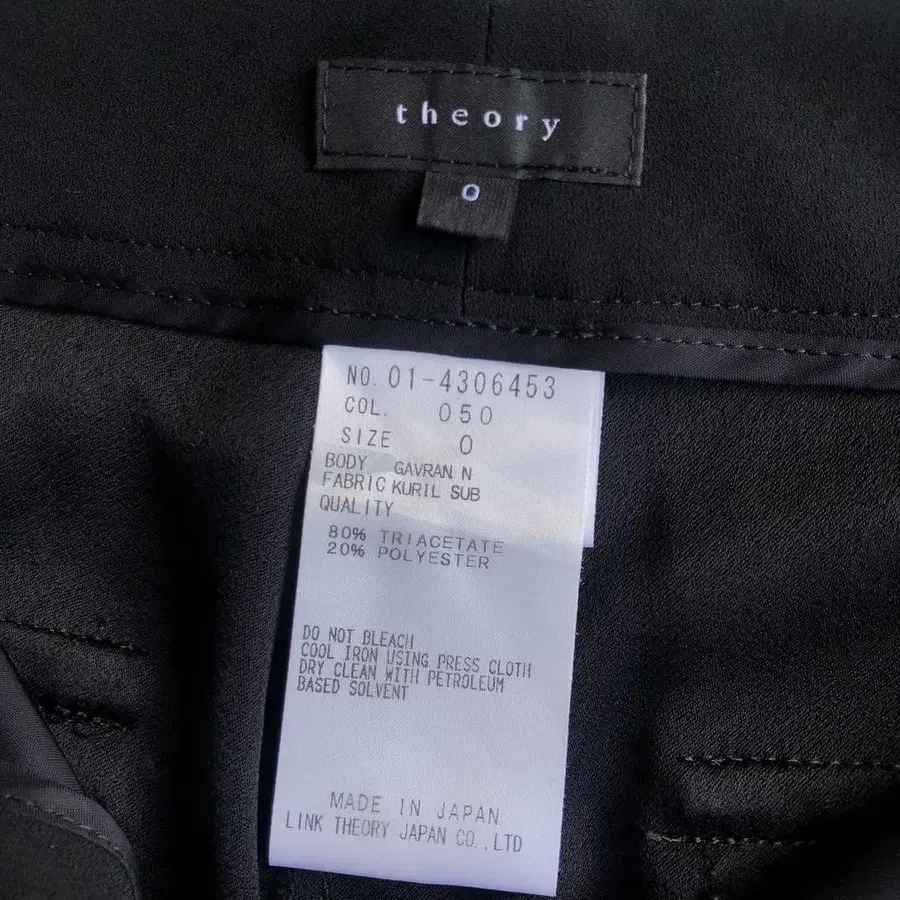 theory
0
NO. 01-4306453
COL. 050
SIZE 0
BODY GAVRAN N
FABRIC KURIL SUB
QUALITY
80% TRIACETATE
20% POLYESTER
DO NOT BLEACH
COOL IRON USING PRESS CLOTH
DRY CLEAN WITH PETROLEUM
BASED SOLVENT
MADE IN JAPAN
LINK THEORY JAPAN CO.,LTD